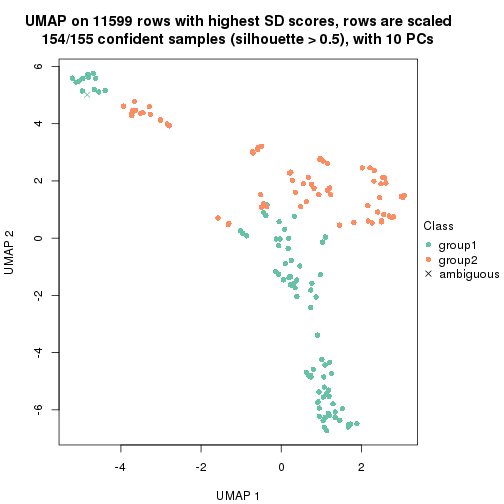 UMAP on 11599 rows with highest SD scores, rows are scaled
154/155 confident samples (silhouette > 0.5), with 10 PCs
6
4
2
0
-2
-4
-6
UMAP 2
-4
-2
0
2
UMAP 1
Class
group1
group2
ambiguous